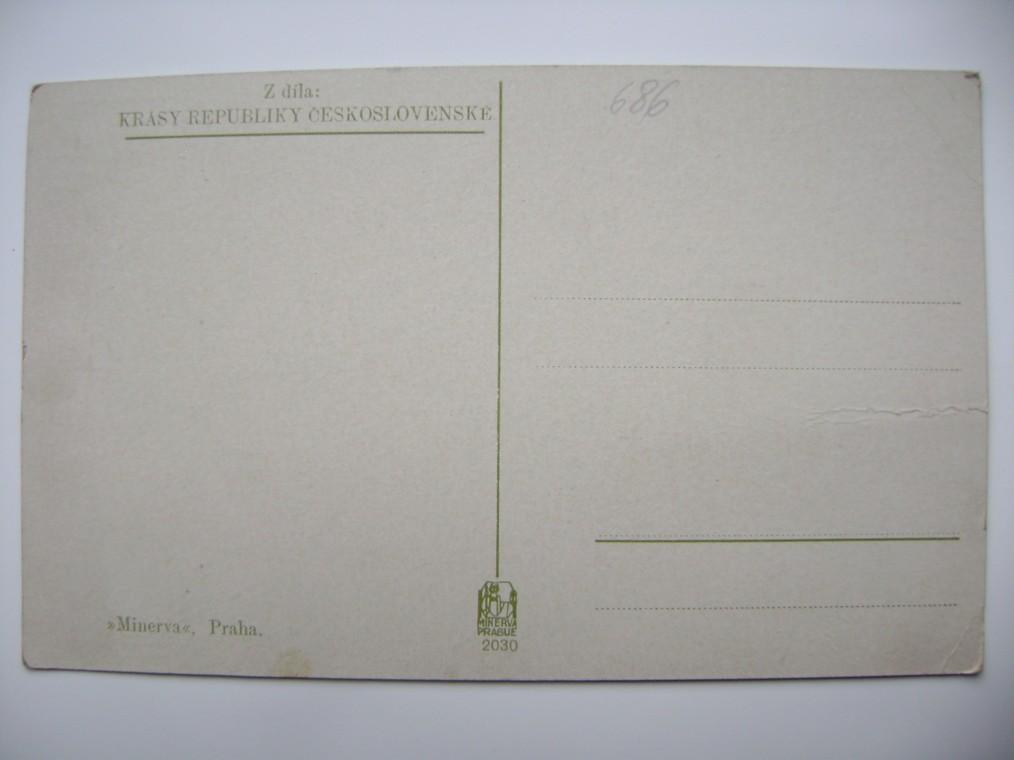 Z díla:
KRÁSY REPUBLIKY ČESKOSLOVENSKÉ
686
»Minerva«, Praha.
MINERVA
PRAGUE
2030